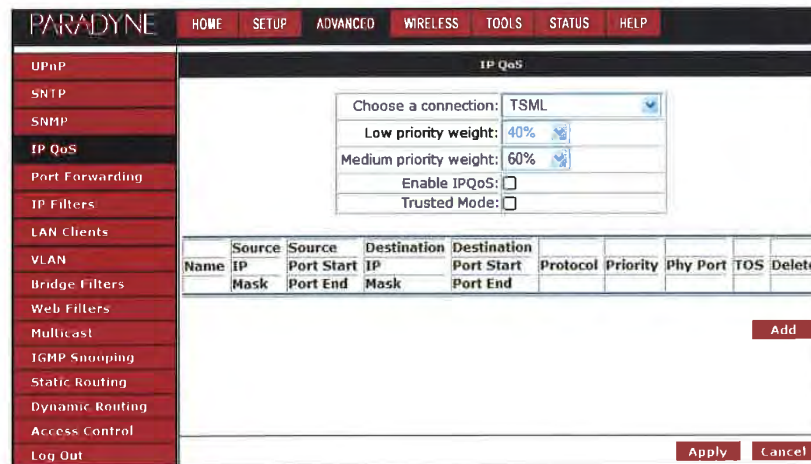 PARADYNE
HOME SETUP ADVANCED WIRELESS TOOLS STATUS HELP
UPnP
SNTP
SNMP
IP QoS
Port Forwarding
IP Filters
LAN Clients
VLAN
Bridge Filters
Web Filters
Multicast
IGMP Snooping
Static Routing
Dynamic Routing
Access Control
Log Out
IP QoS
Choose a connection: TSML
Low priority weight: 40%
Medium priority weight: 60%
Enable IPQoS:
Trusted Mode:
Source Source Destination Destination
Name IP Port Start IP Port Start Protocol Priority Phy Port TOS Delete
Mask Port End Mask Port End
Add
Apply Cancel